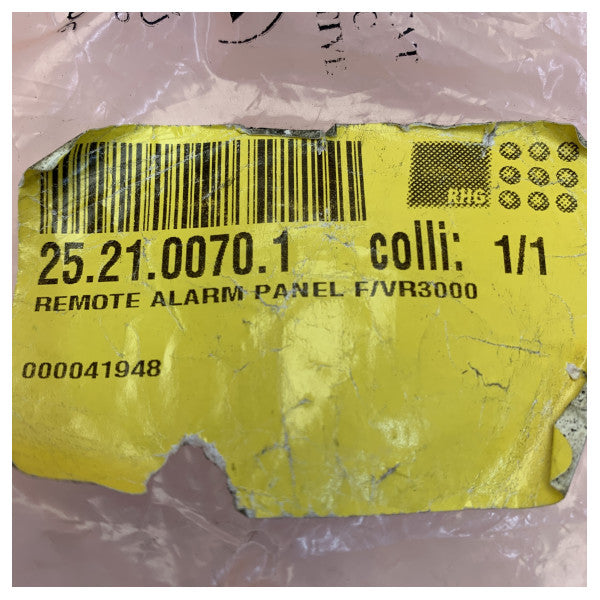 RHG
25.21.0070.1 colli: 1/1
REMOTE ALARM PANEL F/VR3000
000041948